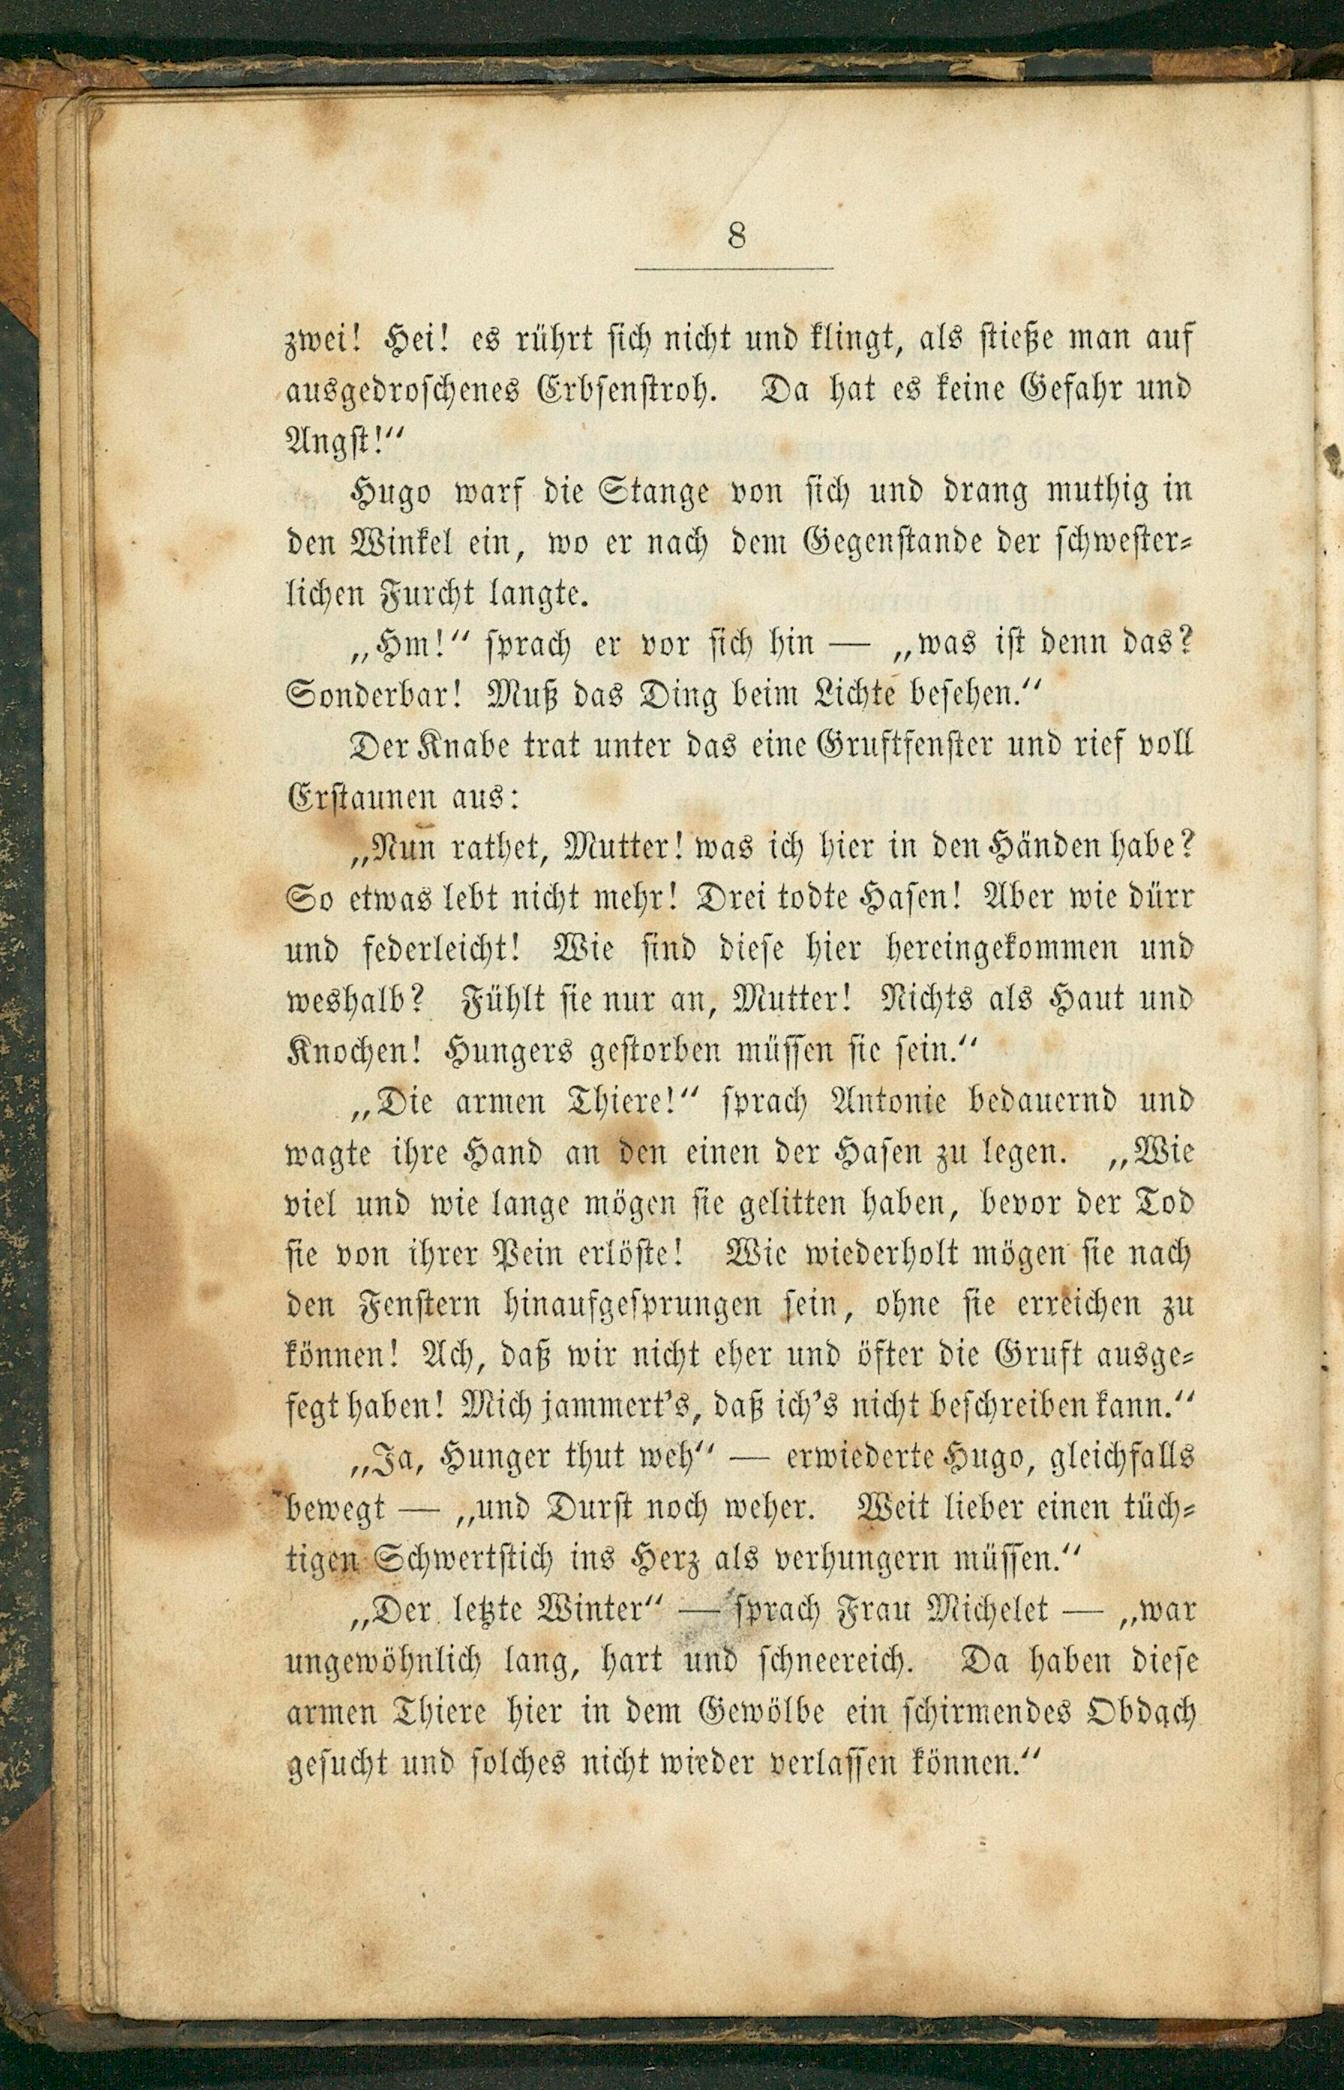 8
zwei! Hei! es rührt sich nicht und klingt, als stieße man auf
ausgedroschenes Erbsenstroh. Da hat es keine Gefahr und
Angst!“
Hugo warf die Stange von sich und drang muthig in
den Winkel ein, wo er nach dem Gegenstande der schwester-
lichen Furcht langte.
„Hm!“ sprach er vor sich hin — „was ist denn das?
Sonderbar! Muß das Ding beim Lichte besehen.“
Der Knabe trat unter das eine Gruftfenster und rief voll
Erstaunen aus:
„Nun rathet, Mutter! was ich hier in den Händen habe?
So etwas lebt nicht mehr! Drei todte Hasen! Aber wie dürr
und federleicht! Wie sind diese hier hereingekommen und
weshalb? Fühlt sie nur an, Mutter! Nichts als Haut und
Knochen! Hungers gestorben müssen sie sein.“
„Die armen Thiere!“ sprach Antonie bedauernd und
wagte ihre Hand an den einen der Hasen zu legen. „Wie
viel und wie lange mögen sie gelitten haben, bevor der Tod
sie von ihrer Pein erlöste! Wie wiederholt mögen sie nach
den Fenstern hinaufgesprungen sein, ohne sie erreichen zu
können! Ach, daß wir nicht eher und öfter die Gruft ausge-
fegt haben! Mich jammert's, daß ich's nicht beschreiben kann.“
„Ja, Hunger thut weh“ — erwiederte Hugo, gleichfalls
bewegt — „und Durst noch weher. Weit lieber einen tüch-
tigen Schwertstich ins Herz als verhungern müssen.“
„Der letzte Winter“ — sprach Frau Michelet — „war
ungewöhnlich lang, hart und schneereich. Da haben diese
armen Thiere hier in dem Gewölbe ein schirmendes Obdach
gesucht und solches nicht wieder verlassen können.“